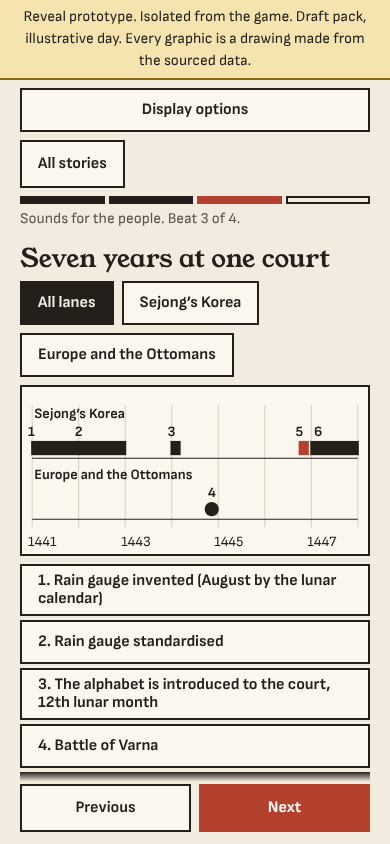 Reveal prototype. Isolated from the game. Draft pack,
illustrative day. Every graphic is a drawing made from
the sourced data.
Display options
All stories
Sounds for the people. Beat 3 of 4.
Seven years at one court
All lanes
Sejong's Korea
Europe and the Ottomans
Sejong's Korea
1 2 3 5 6
Europe and the Ottomans
4
1441 1443 1445 1447
1. Rain gauge invented (August by the lunar
calendar)
2. Rain gauge standardised
3. The alphabet is introduced to the court,
12th lunar month
4. Battle of Varna
Previous
Next